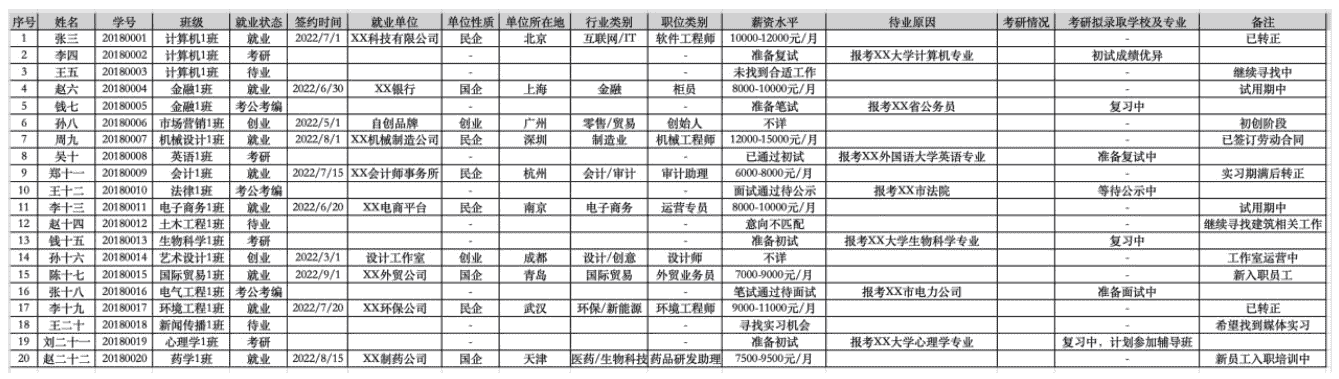 序号 姓名 学号 班级 就业状态 签约时间 就业单位 单位性质 单位所在地 行业类别 职位类别 薪资水平 待业原因 考研情况 考研拟录取学校及专业 备注
1 张三 20180001 计算机1班 就业 2022/7/1 XX科技有限公司 民企 北京 互联网/IT 软件工程师 10000-12000元/月 - 已转正
2 李四 20180002 计算机1班 考研 - - 准备复试 报考XX大学计算机专业 初试成绩优异
3 王五 20180003 计算机1班 待业 - - 未找到合适工作 - 继续寻找中
4 赵六 20180004 金融1班 就业 2022/6/30 XX银行 国企 上海 金融 柜员 8000-10000元/月 - 试用期中
5 钱七 20180005 金融1班 考公考编 - - 准备笔试 报考XX省公务员 复习中
6 孙八 20180006 市场营销1班 创业 2022/5/1 自创品牌 创业 广州 零售/贸易 创始人 不详 - 初创阶段
7 周九 20180007 机械设计1班 就业 2022/8/1 XX机械制造公司 民企 深圳 制造业 机械工程师 12000-15000元/月 - 已签订劳动合同
8 吴十 20180008 英语1班 考研 - - 已通过初试 报考XX外国语大学英语专业 准备复试中
9 郑十一 20180009 会计1班 就业 2022/7/15 XX会计师事务所 民企 杭州 会计/审计 审计助理 6000-8000元/月 - 实习期满后转正
10 王十二 20180010 法律1班 考公考编 - - 面试通过待公示 报考XX市法院 等待公示中
11 李十三 20180011 电子商务1班 就业 2022/6/20 XX电商平台 民企 南京 电子商务 运营专员 8000-10000元/月 - 试用期中
12 赵十四 20180012 土木工程1班 待业 - - 意向不匹配 - 继续寻找建筑相关工作
13 钱十五 20180013 生物科学1班 考研 - - 准备初试 报考XX大学生物科学专业 复习中
14 孙十六 20180014 艺术设计1班 创业 2022/3/1 设计工作室 创业 成都 设计/创意 设计师 不详 - 工作室运营中
15 陈十七 20180015 国际贸易1班 就业 2022/9/1 XX外贸公司 国企 青岛 国际贸易 外贸业务员 7000-9000元/月 - 新入职员工
16 张十八 20180016 电气工程1班 考公考编 - - 笔试通过待面试 报考XX市电力公司 准备面试中
17 李十九 20180017 环境工程1班 就业 2022/7/20 XX环保公司 民企 武汉 环保/新能源 环境工程师 9000-11000元/月 - 已转正
18 王二十 20180018 新闻传播1班 待业 - - 寻找实习机会 - 希望找到媒体实习
19 刘二十一 20180019 心理学1班 考研 - - 准备初试 报考XX大学心理学专业 复习中，计划参加辅导班
20 赵二十二 20180020 药学1班 就业 2022/8/15 XX制药公司 国企 天津 医药/生物科技 药品研发助理 7500-9500元/月 - 新员工入职培训中